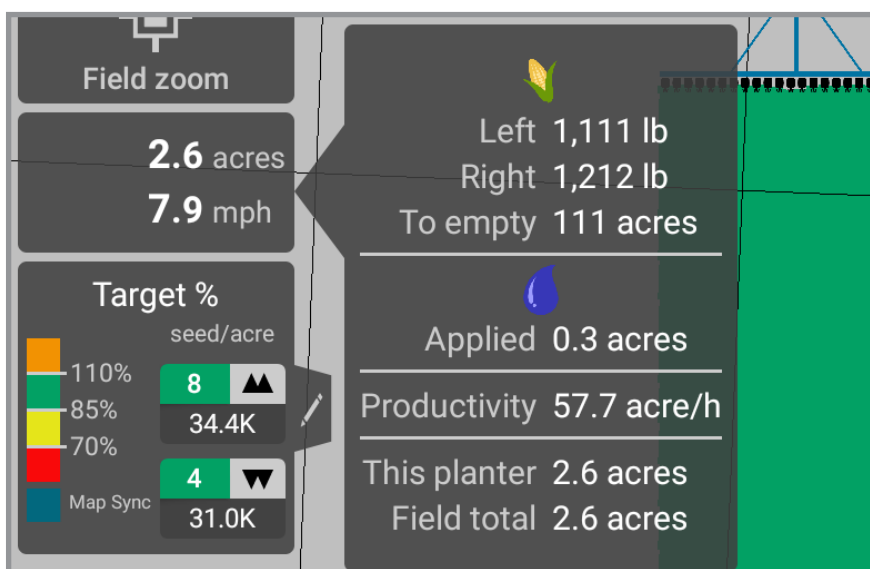 Field zoom
2.6 acres
7.9 mph
Target %
seed/acre
110%
85%
70%
Map Sync
8
34.4K
4
31.0K
Left 1,111 lb
Right 1,212 lb
To empty 111 acres
Applied 0.3 acres
Productivity 57.7 acre/h
This planter 2.6 acres
Field total 2.6 acres